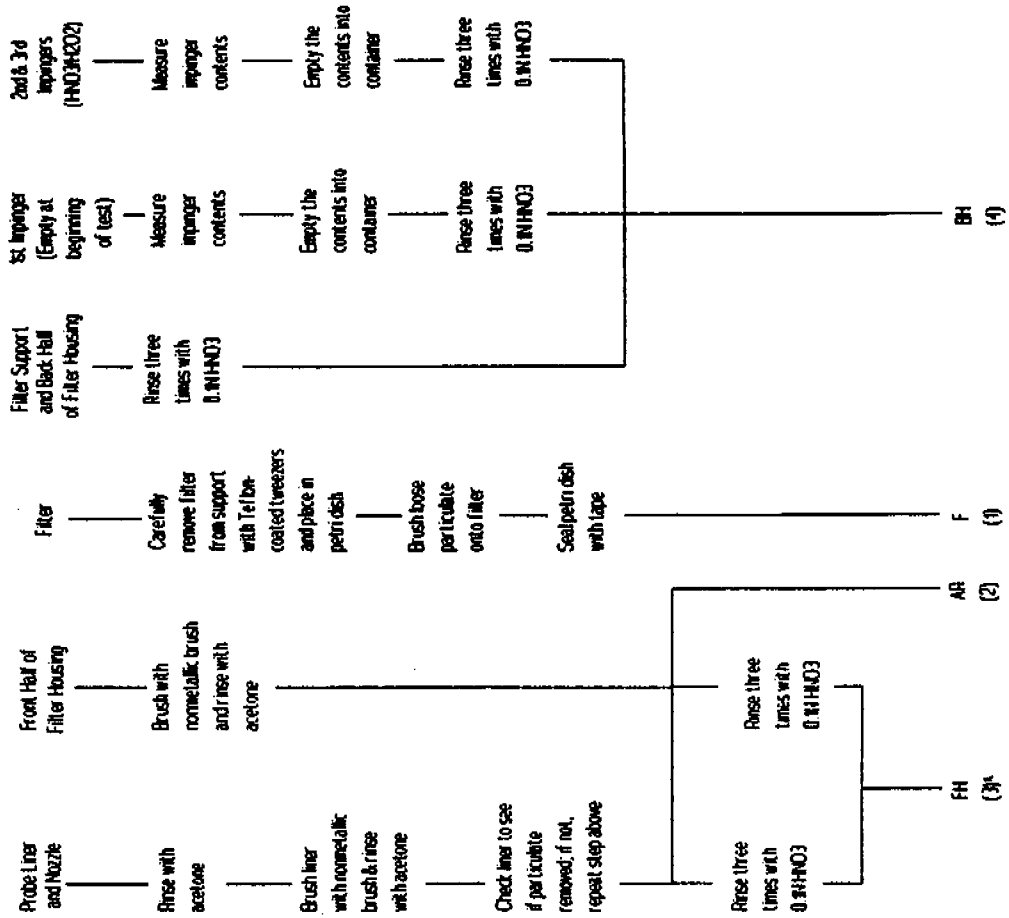 Probe Liner
and Nozzle
Rinse with
acetone
Brush liner
with nonmetallic
brush & rinse
with acetone
Check liner to see
if particulate
removed; if not,
repeat step above
Rinse three
times with
0.1N HNO3
FH
(3)
Front Half of
Filter Housing
Brush with
nonmetallic brush
and rinse with
acetone
Rinse three
times with
0.1N HNO3
AR
(2)
Filter
Carefully
remove filter
from support
with Teflon-
coated tweezers
and place in
petri dish
Brush loose
particulate
onto filter
Seal petri dish
with tape
F
(1)
Filter Support
and Back Half
of Filter Housing
Rinse three
times with
0.1N HNO3
1st Impinger
(Empty at
beginning
of test)
Measure
impinger
contents
Empty the
contents into
container
Rinse three
times with
0.1N HNO3
BH
(4)
2nd & 3rd
Impingers
(HNO3/H2O2)
Measure
impinger
contents
Empty the
contents into
container
Rinse three
times with
0.1N HNO3